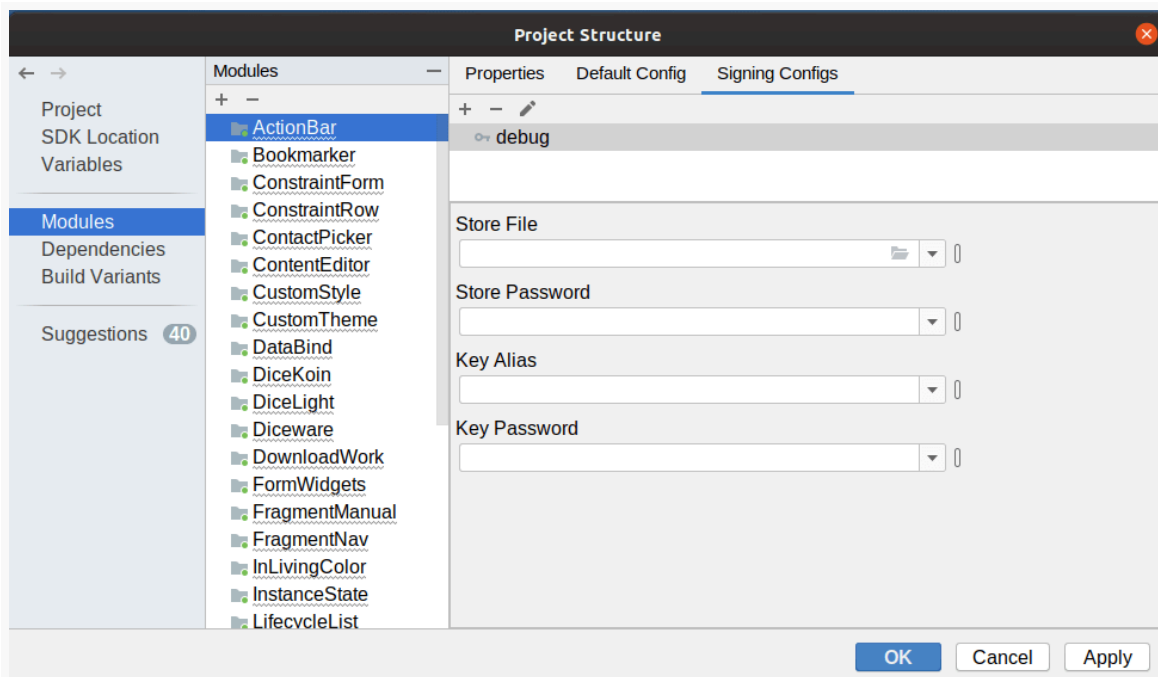 Project Structure
Project
SDK Location
Variables
Modules
Dependencies
Build Variants
Suggestions 40
Modules
ActionBar
Bookmarker
ConstraintForm
ConstraintRow
ContactPicker
ContentEditor
CustomStyle
CustomTheme
DataBind
DiceKoin
DiceLight
Diceware
DownloadWork
FormWidgets
FragmentManual
FragmentNav
InLivingColor
InstanceState
LifecycleList
Properties Default Config Signing Configs
debug
Store File
Store Password
Key Alias
Key Password
OK Cancel Apply